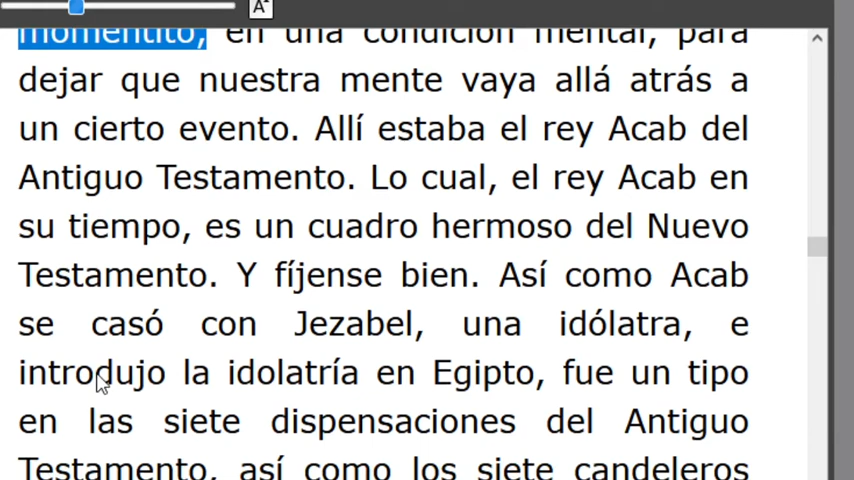 momentito, en una condición mental, para
dejar que nuestra mente vaya allá atrás a
un cierto evento. Allí estaba el rey Acab del
Antiguo Testamento. Lo cual, el rey Acab en
su tiempo, es un cuadro hermoso del Nuevo
Testamento. Y fíjense bien. Así como Acab
se casó con Jezabel, una idólatra, e
introdujo la idolatría en Egipto, fue un tipo
en las siete dispensaciones del Antiguo
Testamento, así como los siete candeleros